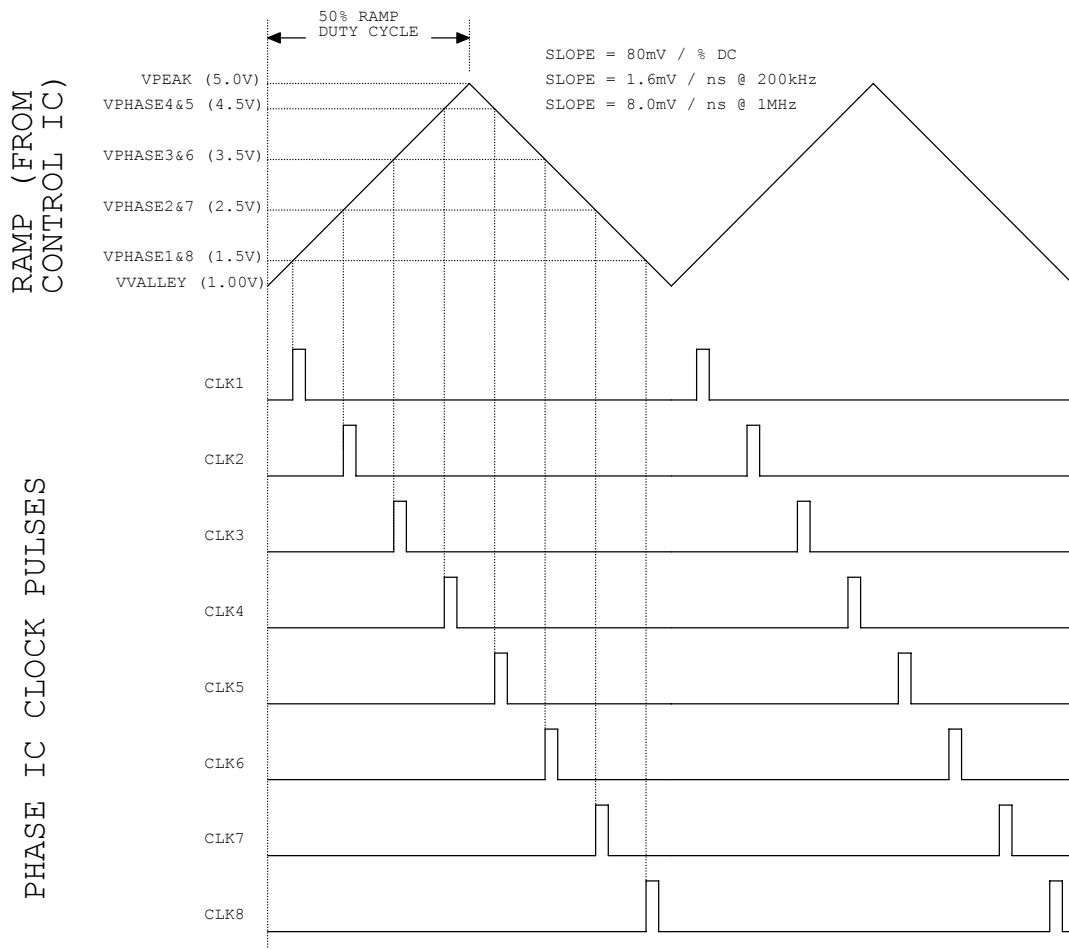 50% RAMP
DUTY CYCLE
SLOPE = 80mV / % DC
SLOPE = 1.6mV / ns @ 200kHz
SLOPE = 8.0mV / ns @ 1MHz
RAMP (FROM
CONTROL IC)
VPEAK (5.0V)
VPHASE4&5 (4.5V)
VPHASE3&6 (3.5V)
VPHASE2&7 (2.5V)
VPHASE1&8 (1.5V)
VVALLEY (1.00V)
PHASE IC CLOCK PULSES
CLK1
CLK2
CLK3
CLK4
CLK5
CLK6
CLK7
CLK8